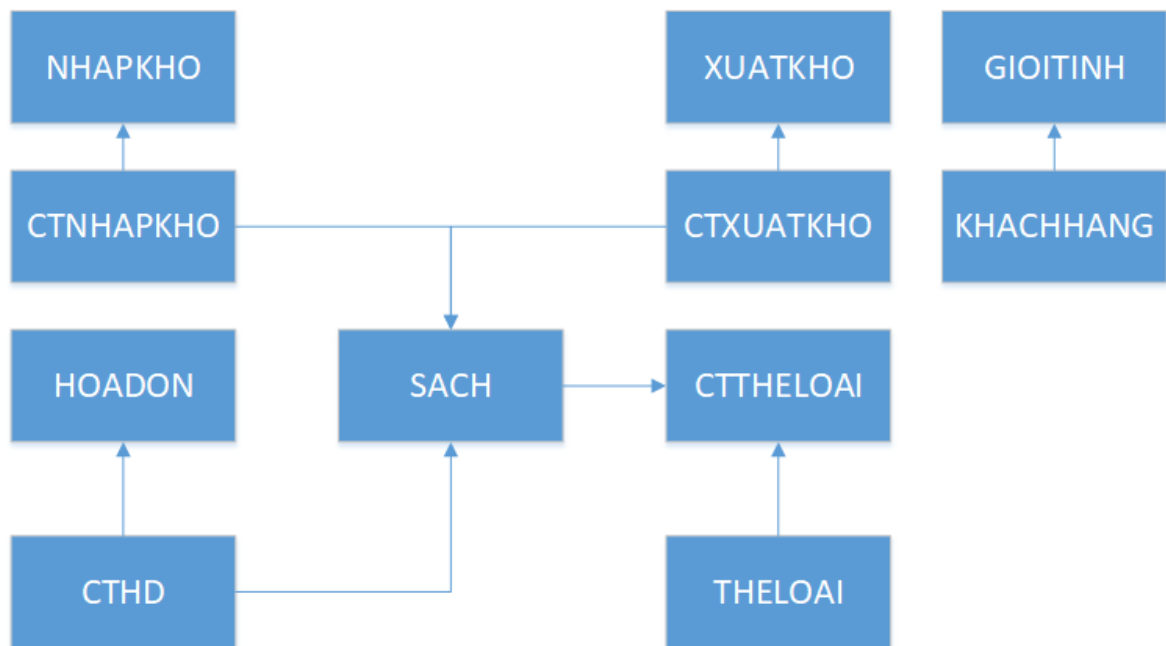 NHAPKHO
XUATKHO
GIOITINH
CTNHAPKHO
CTXUATKHO
KHACHHANG
HOADON
SACH
CTTHELOAI
CTHD
THELOAI